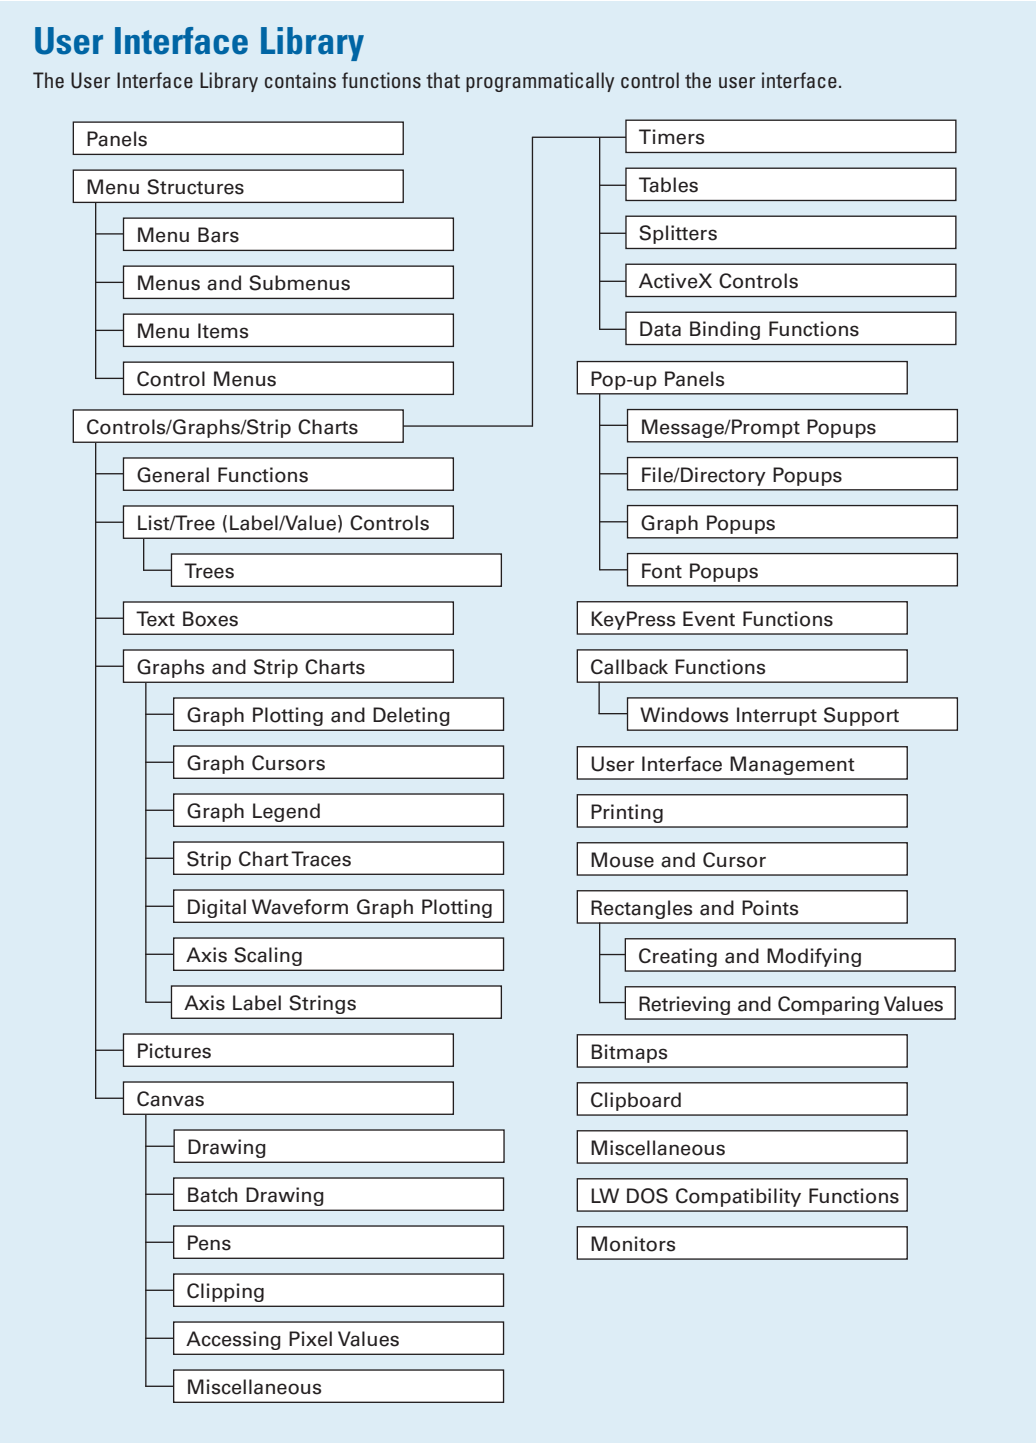 User Interface Library
The User Interface Library contains functions that programmatically control the user interface.
Panels
Menu Structures
Menu Bars
Menus and Submenus
Menu Items
Control Menus
Controls/Graphs/Strip Charts
General Functions
List/Tree (Label/Value) Controls
Trees
Text Boxes
Graphs and Strip Charts
Graph Plotting and Deleting
Graph Cursors
Graph Legend
Strip Chart Traces
Digital Waveform Graph Plotting
Axis Scaling
Axis Label Strings
Pictures
Canvas
Drawing
Batch Drawing
Pens
Clipping
Accessing Pixel Values
Miscellaneous
Timers
Tables
Splitters
ActiveX Controls
Data Binding Functions
Pop-up Panels
Message/Prompt Popups
File/Directory Popups
Graph Popups
Font Popups
KeyPress Event Functions
Callback Functions
Windows Interrupt Support
User Interface Management
Printing
Mouse and Cursor
Rectangles and Points
Creating and Modifying
Retrieving and Comparing Values
Bitmaps
Clipboard
Miscellaneous
LW DOS Compatibility Functions
Monitors